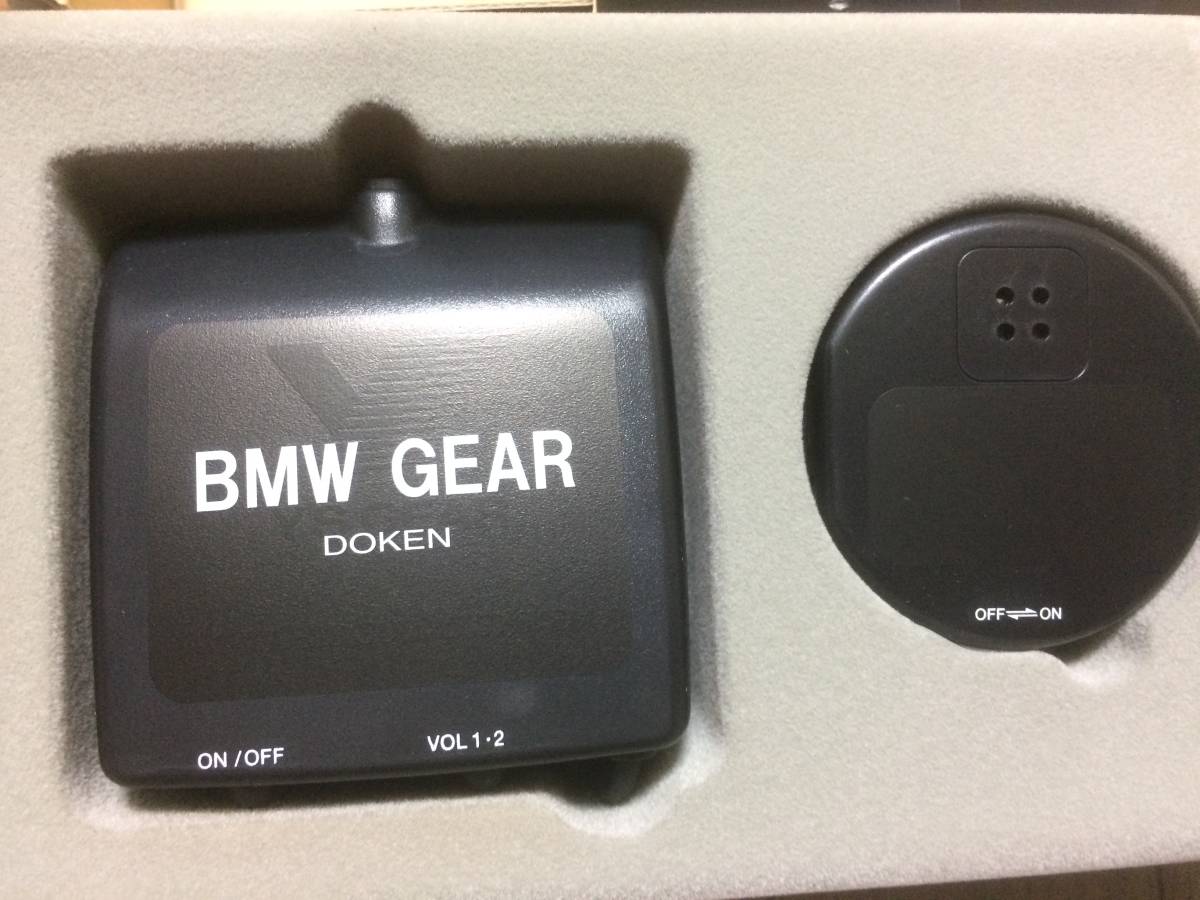 BMW GEAR
DOKEN
ON /OFF
VOL 1·2
OFF⇌ON